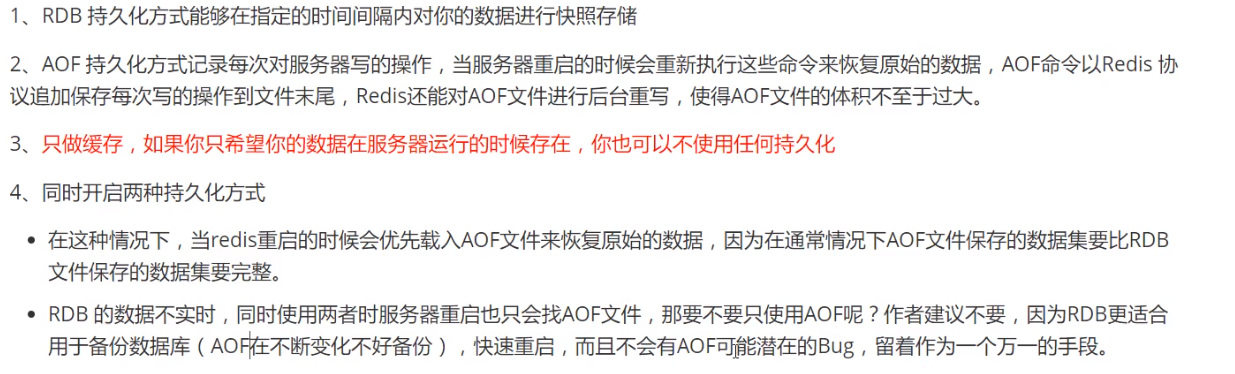 1、RDB 持久化方式能够在指定的时间间隔内对你的数据进行快照存储
2、AOF 持久化方式记录每次对服务器写的操作，当服务器重启的时候会重新执行这些命令来恢复原始的数据，AOF命令以Redis 协
议追加保存每次写的操作到文件末尾，Redis还能对AOF文件进行后台重写，使得AOF文件的体积不至于过大。
3、只做缓存，如果你只希望你的数据在服务器运行的时候存在，你也可以不使用任何持久化
4、同时开启两种持久化方式
• 在这种情况下，当redis重启的时候会优先载入AOF文件来恢复原始的数据，因为在通常情况下AOF文件保存的数据集要比RDB
文件保存的数据集要完整。
• RDB 的数据不实时，同时使用两者时服务器重启也只会找AOF文件，那要不要只使用AOF呢？作者建议不要，因为RDB更适合
用于备份数据库（AOF在不断变化不好备份），快速重启，而且不会有AOF可能潜在的Bug，留着作为一个万一的手段。